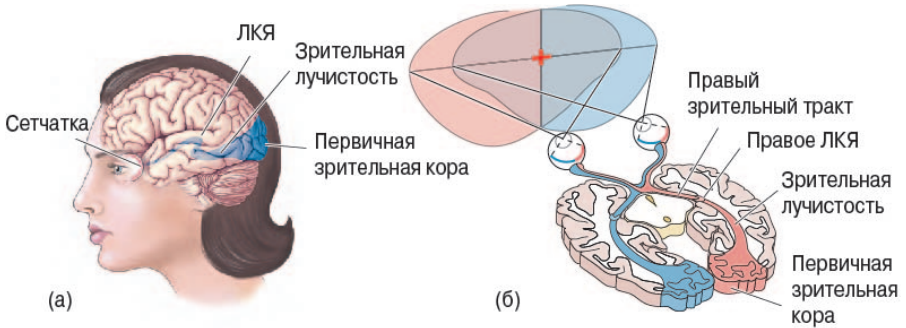 ЛКЯ
Зрительная
лучистость
Сетчатка
Первичная
зрительная кора
(а)
Правый
зрительный тракт
Правое ЛКЯ
Зрительная
лучистость
Первичная
зрительная
кора
(б)